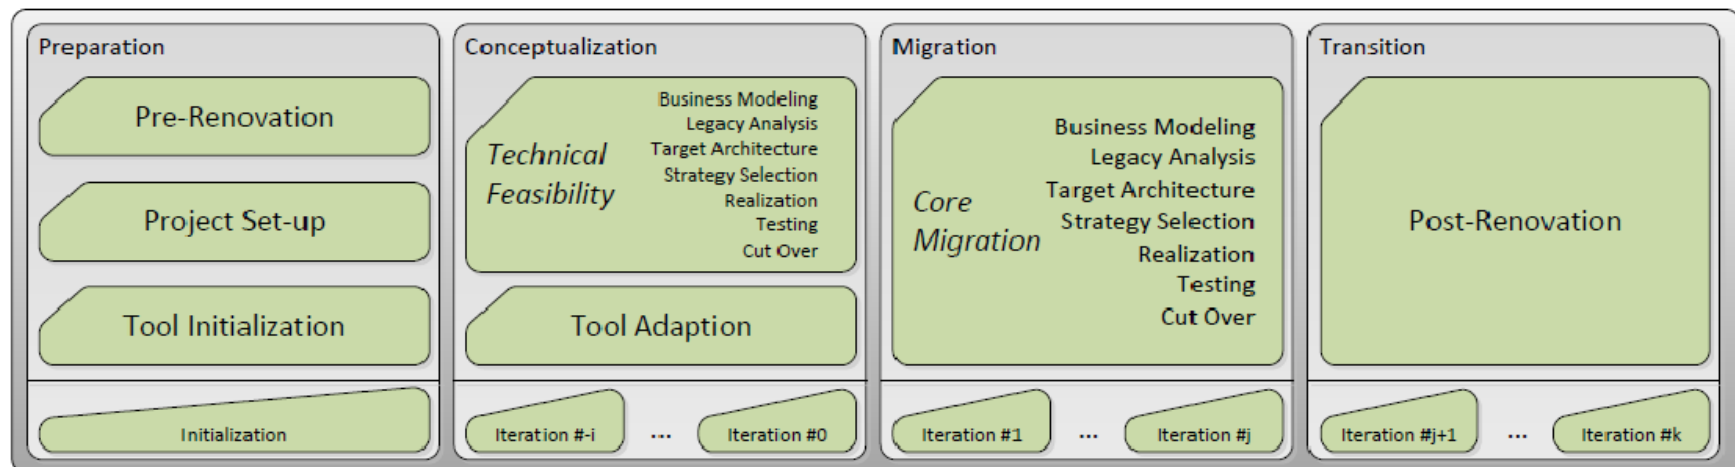 Preparation
Pre-Renovation
Project Set-up
Tool Initialization
Initialization
Conceptualization
Technical
Feasibility
Business Modeling
Legacy Analysis
Target Architecture
Strategy Selection
Realization
Testing
Cut Over
Tool Adaption
Iteration #-i
...
Iteration #0
Migration
Core
Migration
Business Modeling
Legacy Analysis
Target Architecture
Strategy Selection
Realization
Testing
Cut Over
Iteration #1
...
Iteration #j
Transition
Post-Renovation
Iteration #j+1
...
Iteration #k